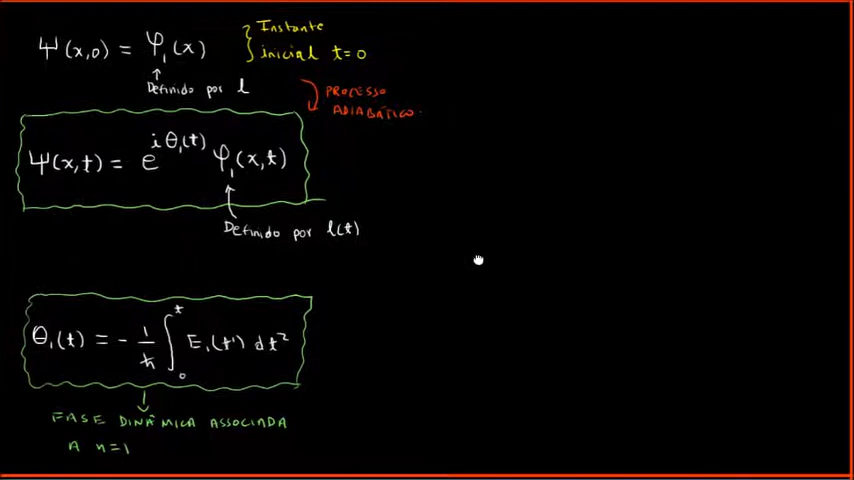 Ψ(x,0) = φ₁(x)
Instante
inicial t=0
Definido por l
PROCESSO
ADIABÁTICO:
Ψ(x,t) = e^{iθ₁(t)} φ₁(x,t)
Definido por l(t)
θ₁(t) = - 1/ħ ∫₀ᵗ E₁(t') dt²
FASE DINÂMICA ASSOCIADA
A n=1